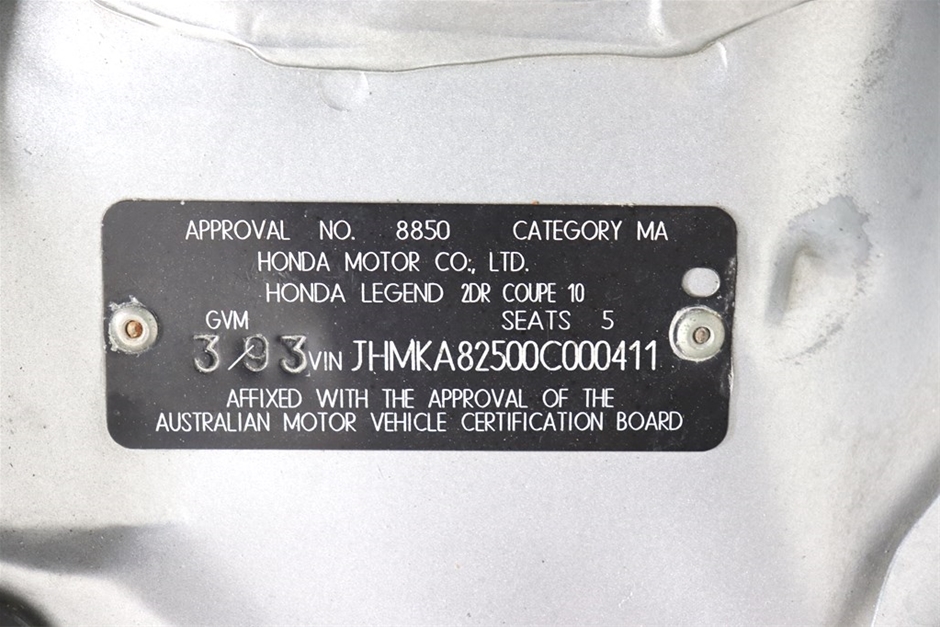 APPROVAL NO. 8850 CATEGORY MA
HONDA MOTOR CO., LTD.
HONDA LEGEND 2DR COUPE 10
GVM SEATS 5
3/93 VIN JHMKA82500C000411
AFFIXED WITH THE APPROVAL OF THE
AUSTRALIAN MOTOR VEHICLE CERTIFICATION BOARD